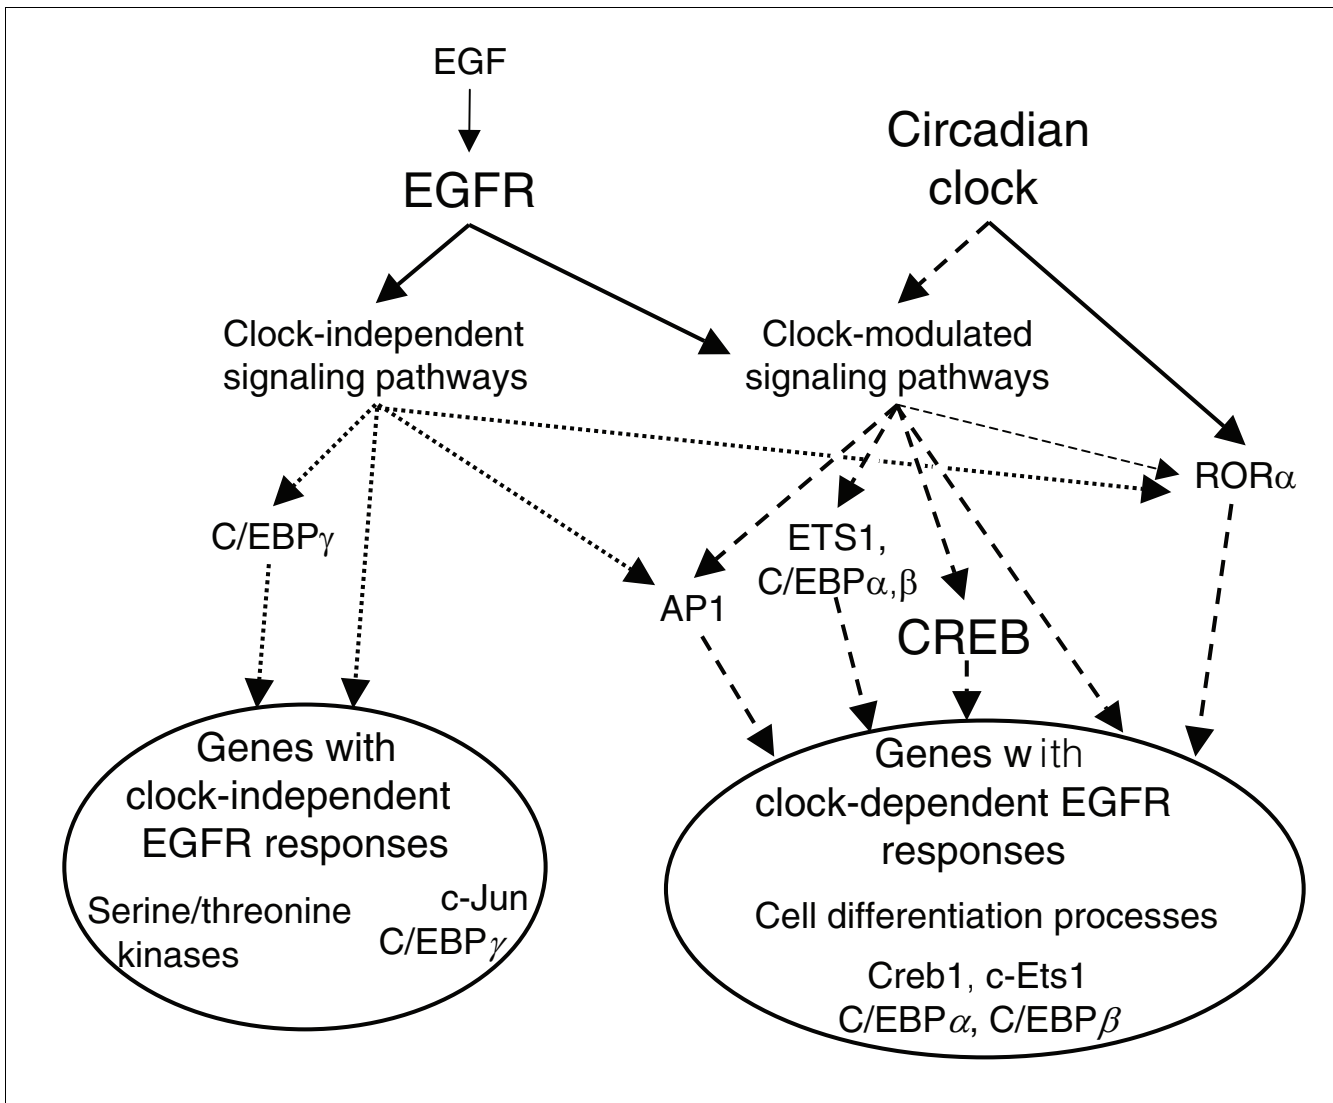 EGF
EGFR
Circadian
clock
Clock-independent
signaling pathways
Clock-modulated
signaling pathways
RORα
C/EBPγ
ETS1,
C/EBPα,β
AP1
CREB
Genes with
clock-independent
EGFR responses
Serine/threonine
kinases
c-Jun
C/EBPγ
Genes with
clock-dependent EGFR
responses
Cell differentiation processes
Creb1, c-Ets1
C/EBPα, C/EBPβ